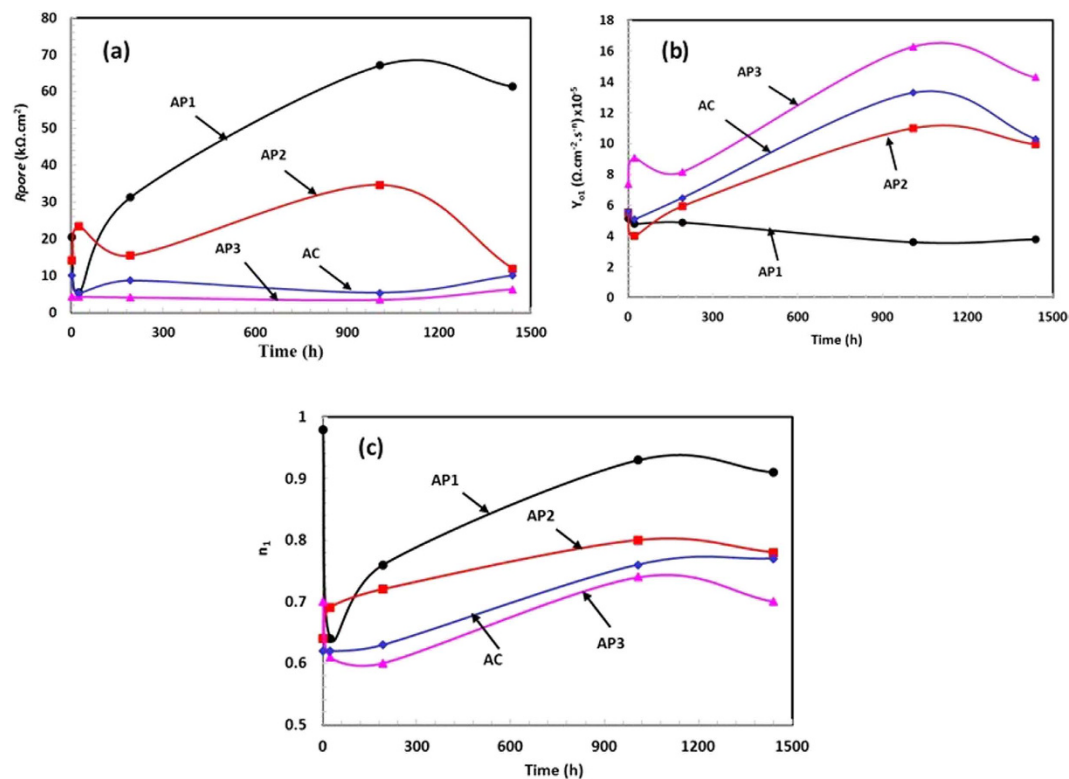 (a)
Rpore (kΩ.cm²)
80
70
60
50
40
30
20
10
0
AP1
AP2
AP3
AC
0 300 600 900 1200 1500
Time (h)
(b)
Yo1 (Ω.cm⁻².s⁻ⁿ) x10⁻⁵
18
16
14
12
10
8
6
4
2
0
AP3
AC
AP2
AP1
0 300 600 900 1200 1500
Time (h)
(c)
n₁
1
0.9
0.8
0.7
0.6
0.5
AP1
AP2
AC
AP3
0 300 600 900 1200 1500
Time (h)